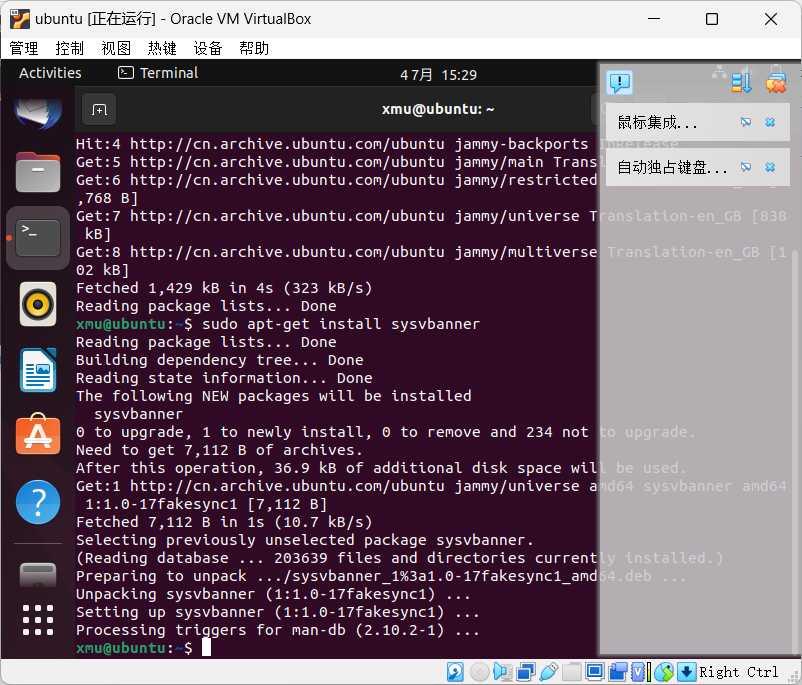 ubuntu [正在运行] - Oracle VM VirtualBox
管理 控制 视图 热键 设备 帮助
Activities Terminal 4 7月 15:29
xmu@ubuntu: ~
鼠标集成...
自动独占键盘...
Hit:4 http://cn.archive.ubuntu.com/ubuntu jammy-backports InRelease
Get:5 http://cn.archive.ubuntu.com/ubuntu jammy/main Transl
Get:6 http://cn.archive.ubuntu.com/ubuntu jammy/restricted
,768 B]
Get:7 http://cn.archive.ubuntu.com/ubuntu jammy/universe Translation-en_GB [838
 kB]
Get:8 http://cn.archive.ubuntu.com/ubuntu jammy/multiverse Translation-en_GB [1
02 kB]
Fetched 1,429 kB in 4s (323 kB/s)
Reading package lists... Done
xmu@ubuntu:~$ sudo apt-get install sysvbanner
Reading package lists... Done
Building dependency tree... Done
Reading state information... Done
The following NEW packages will be installed
  sysvbanner
0 to upgrade, 1 to newly install, 0 to remove and 234 not to upgrade.
Need to get 7,112 B of archives.
After this operation, 36.9 kB of additional disk space will be used.
Get:1 http://cn.archive.ubuntu.com/ubuntu jammy/universe amd64 sysvbanner amd64
 1:1.0-17fakesync1 [7,112 B]
Fetched 7,112 B in 1s (10.7 kB/s)
Selecting previously unselected package sysvbanner.
(Reading database ... 203639 files and directories currently installed.)
Preparing to unpack .../sysvbanner_1%3a1.0-17fakesync1_amd64.deb ...
Unpacking sysvbanner (1:1.0-17fakesync1) ...
Setting up sysvbanner (1:1.0-17fakesync1) ...
Processing triggers for man-db (2.10.2-1) ...
xmu@ubuntu:~$
Right Ctrl